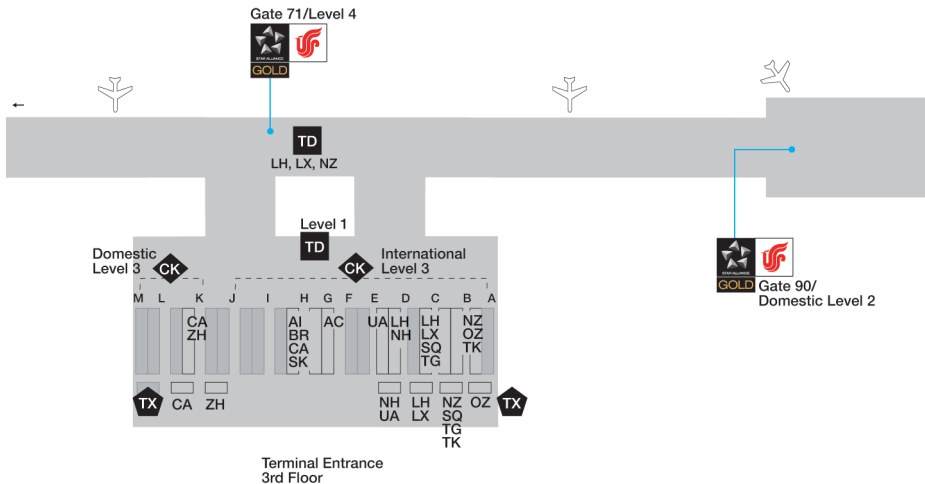 Gate 71/Level 4
STAR ALLIANCE
GOLD
←
TD
LH, LX, NZ
Level 1
TD
Domestic
Level 3
CK
CK
International
Level 3
STAR ALLIANCE
GOLD
Gate 90/
Domestic Level 2
M L K J I H G F E D C B A
CA
ZH
AI
BR
CA
SK
AC
UA
LH
NH
LH
LX
SQ
TG
NZ
OZ
TK
TX
CA
ZH
NH
UA
LH
LX
NZ
SQ
TG
TK
OZ
TX
Terminal Entrance
3rd Floor